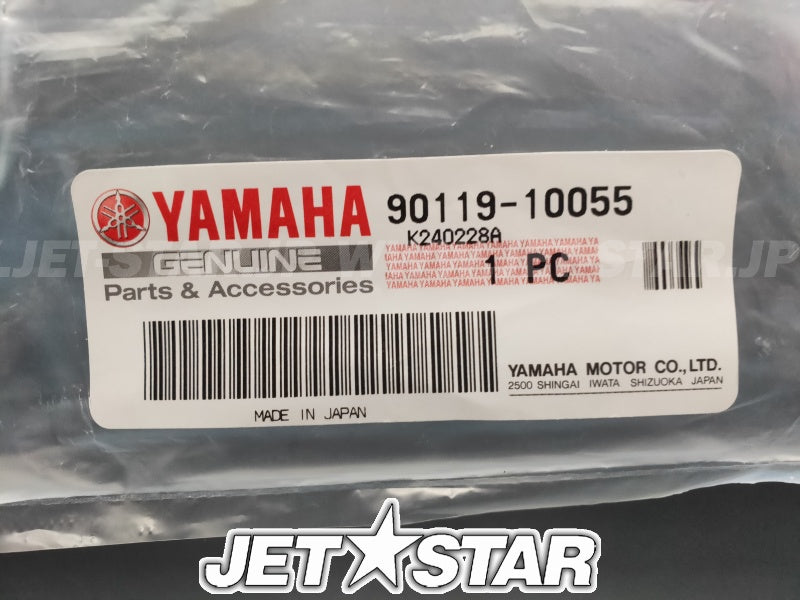 YAMAHA 90119-10055
K240228A
GENUINE
1 PC
Parts & Accessories
YAMAHA MOTOR CO.,LTD.
2500 SHINGAI IWATA SHIZUOKA JAPAN
MADE IN JAPAN
JET★STAR